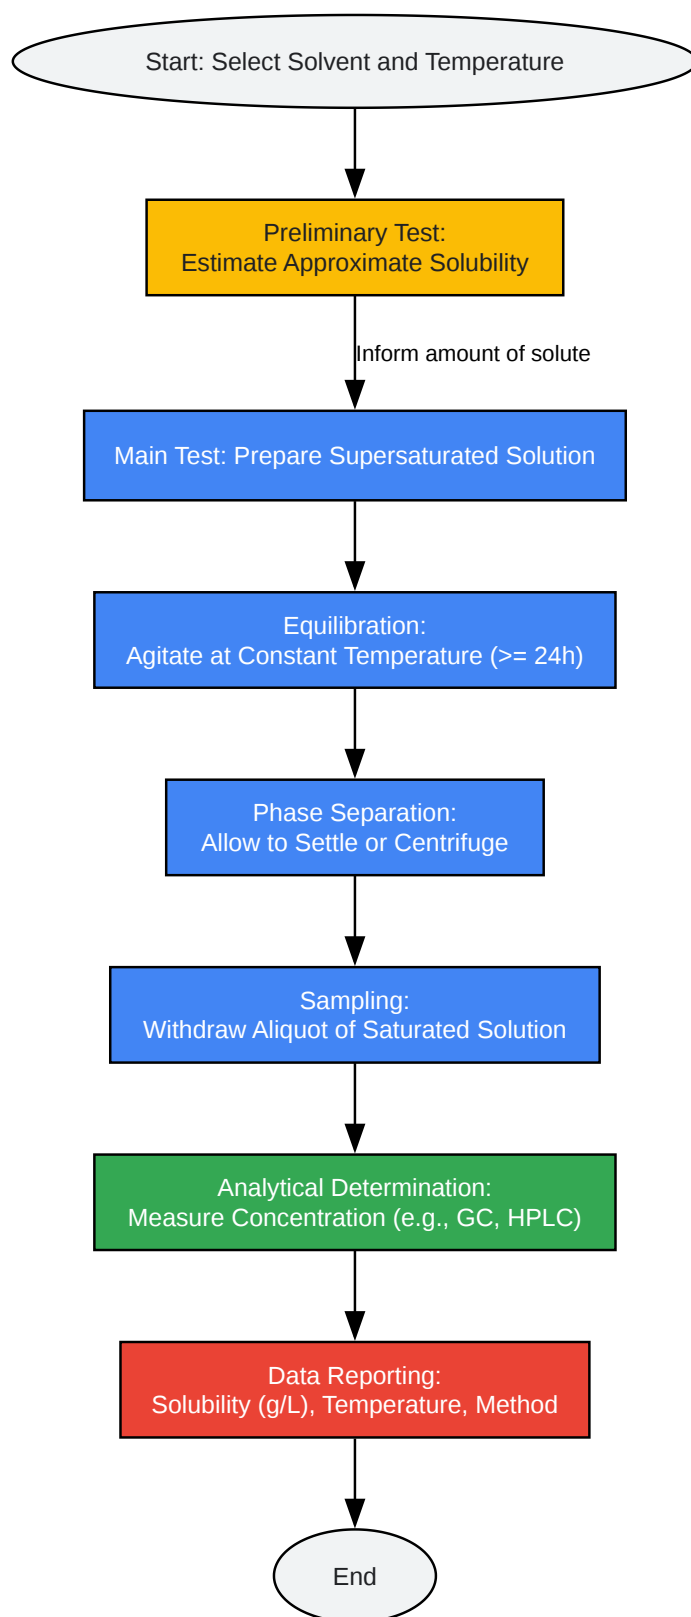 Start: Select Solvent and Temperature
Preliminary Test:
Estimate Approximate Solubility
Inform amount of solute
Main Test: Prepare Supersaturated Solution
Equilibration:
Agitate at Constant Temperature (>= 24h)
Phase Separation:
Allow to Settle or Centrifuge
Sampling:
Withdraw Aliquot of Saturated Solution
Analytical Determination:
Measure Concentration (e.g., GC, HPLC)
Data Reporting:
Solubility (g/L), Temperature, Method
End